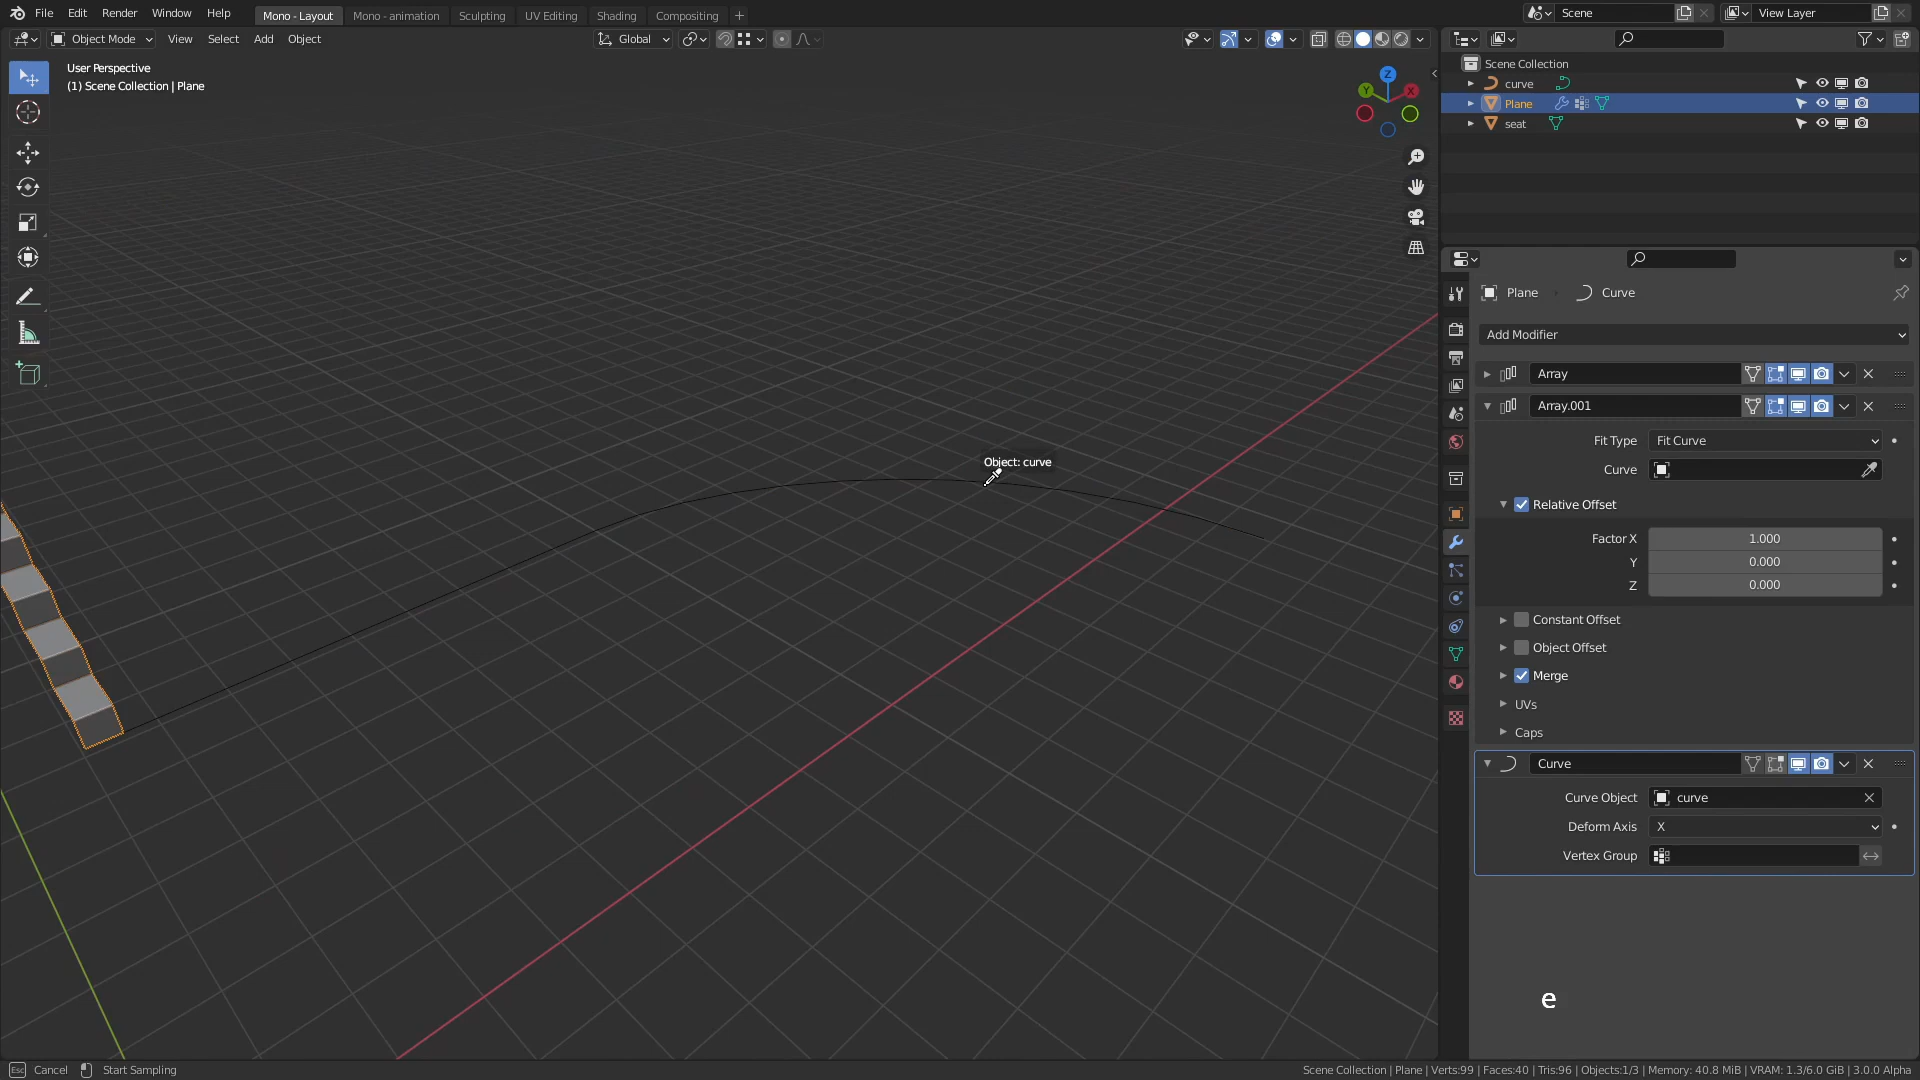 File Edit Render Window Help
Mono - Layout Mono - animation Sculpting UV Editing Shading Compositing +
Scene
View Layer
Object Mode View Select Add Object
Global
User Perspective
(1) Scene Collection | Plane
Z
Y
X
Object: curve
Scene Collection
curve
Plane
seat
Plane Curve
Add Modifier
Array
Array.001
Fit Type Fit Curve
Curve
Relative Offset
Factor X 1.000
Y 0.000
Z 0.000
Constant Offset
Object Offset
Merge
UVs
Caps
Curve
Curve Object curve
Deform Axis X
Vertex Group
e
Esc Cancel Start Sampling
Scene Collection | Plane | Verts:99 | Faces:40 | Tris:96 | Objects:1/3 | Memory: 40.8 MiB | VRAM: 1.3/6.0 GiB | 3.0.0 Alpha